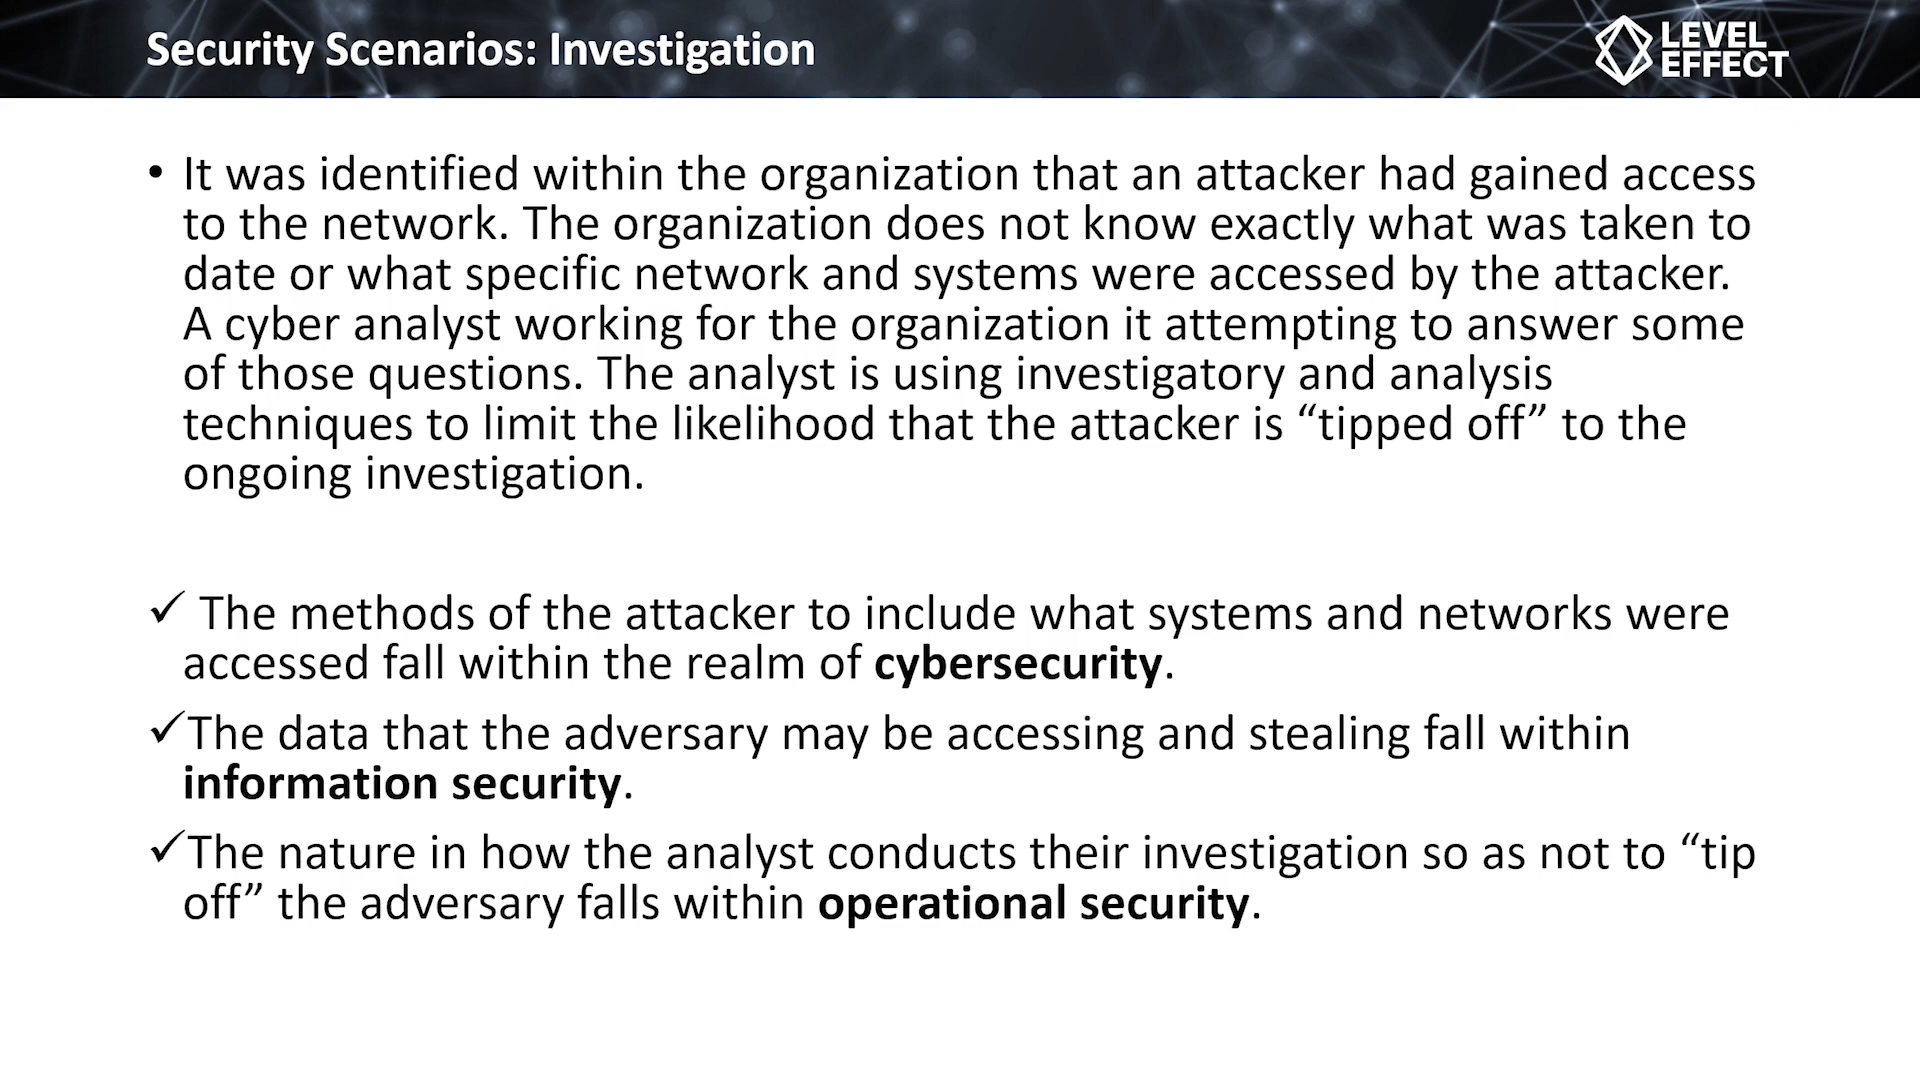 Security Scenarios: Investigation
LEVEL
EFFECT
• It was identified within the organization that an attacker had gained access
to the network. The organization does not know exactly what was taken to
date or what specific network and systems were accessed by the attacker.
A cyber analyst working for the organization it attempting to answer some
of those questions. The analyst is using investigatory and analysis
techniques to limit the likelihood that the attacker is “tipped off” to the
ongoing investigation.
✓ The methods of the attacker to include what systems and networks were
accessed fall within the realm of cybersecurity.
✓The data that the adversary may be accessing and stealing fall within
information security.
✓The nature in how the analyst conducts their investigation so as not to “tip
off” the adversary falls within operational security.